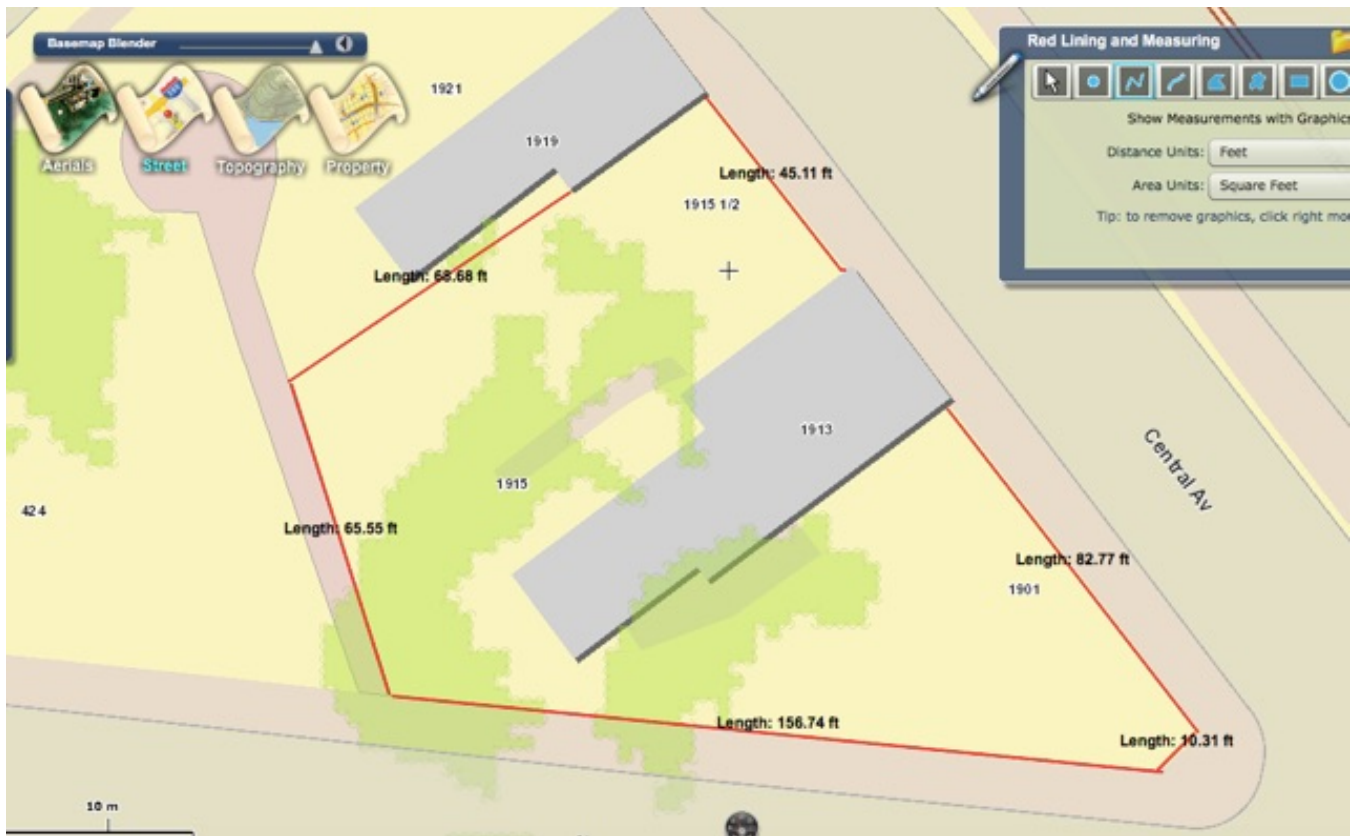 Basemap Blender
Aerials
Street
Topography
Property
Red Lining and Measuring
Show Measurements with Graphics
Distance Units: Feet
Area Units: Square Feet
Tip: to remove graphics, click right
1921
1919
Length: 45.11 ft
1915 1/2
Length: 68.68 ft
1913
Central Av
1915
424
Length: 65.55 ft
Length: 82.77 ft
1901
Length: 156.74 ft
Length: 10.31 ft
10 m